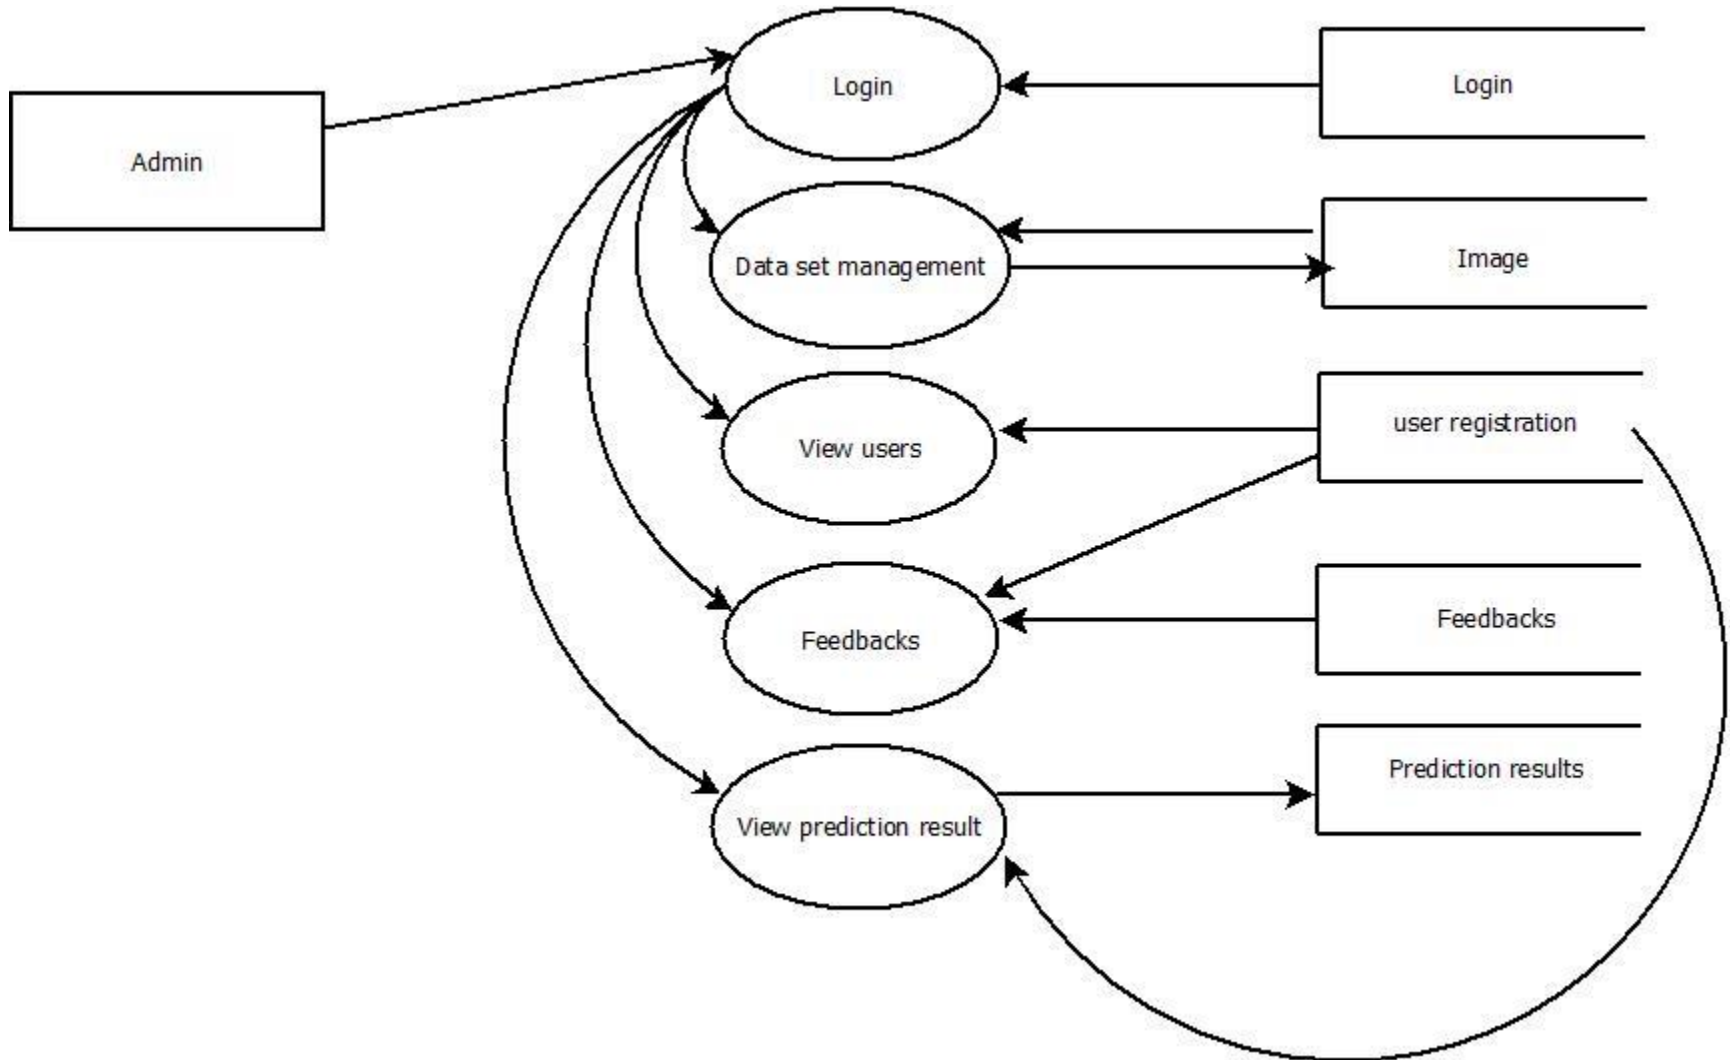 Login
Login
Admin
Data set management
Image
View users
user registration
Feedbacks
Feedbacks
View prediction result
Prediction results